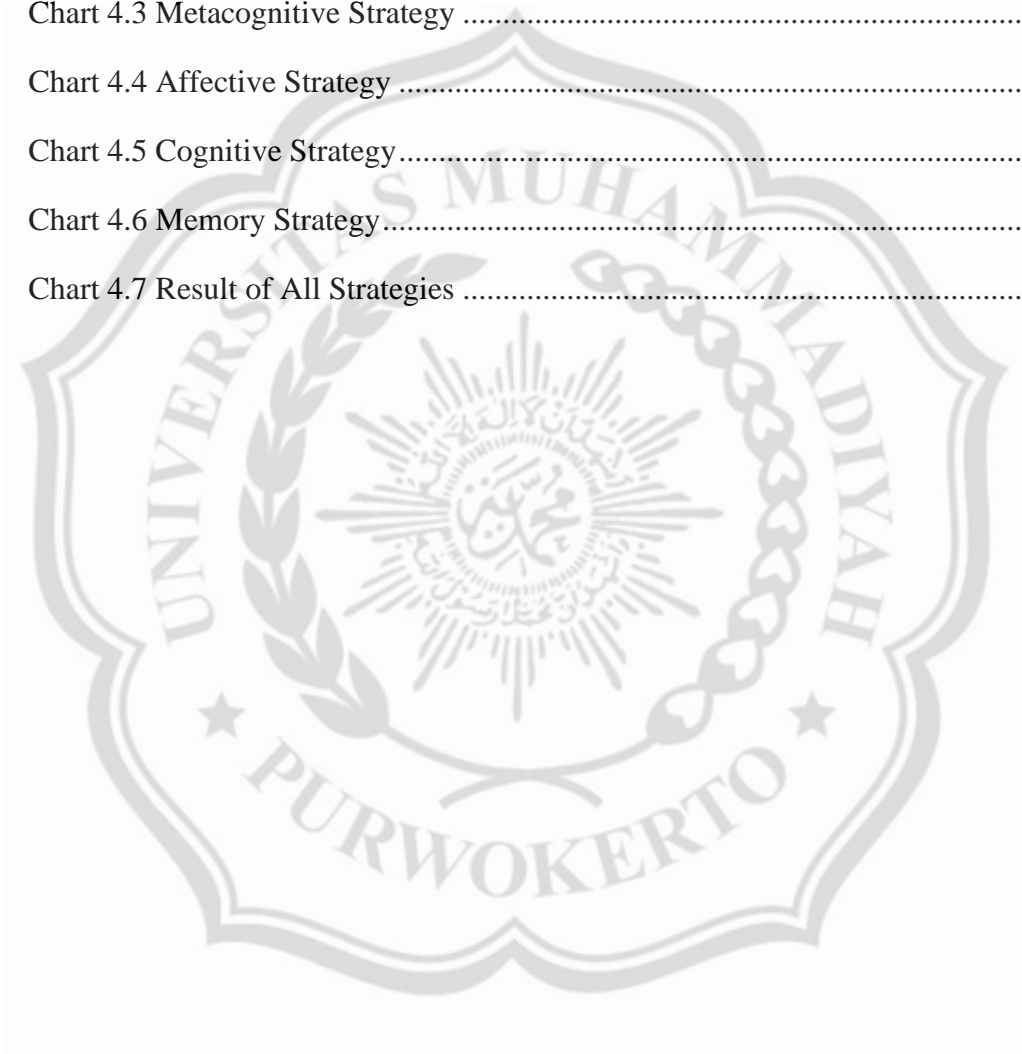 Chart 4.3 Metacognitive Strategy ......................................................................
Chart 4.4 Affective Strategy ..............................................................................
Chart 4.5 Cognitive Strategy..............................................................................
Chart 4.6 Memory Strategy................................................................................
Chart 4.7 Result of All Strategies ......................................................................
UNIVERSITAS MUHAMMADIYAH
PURWOKERTO